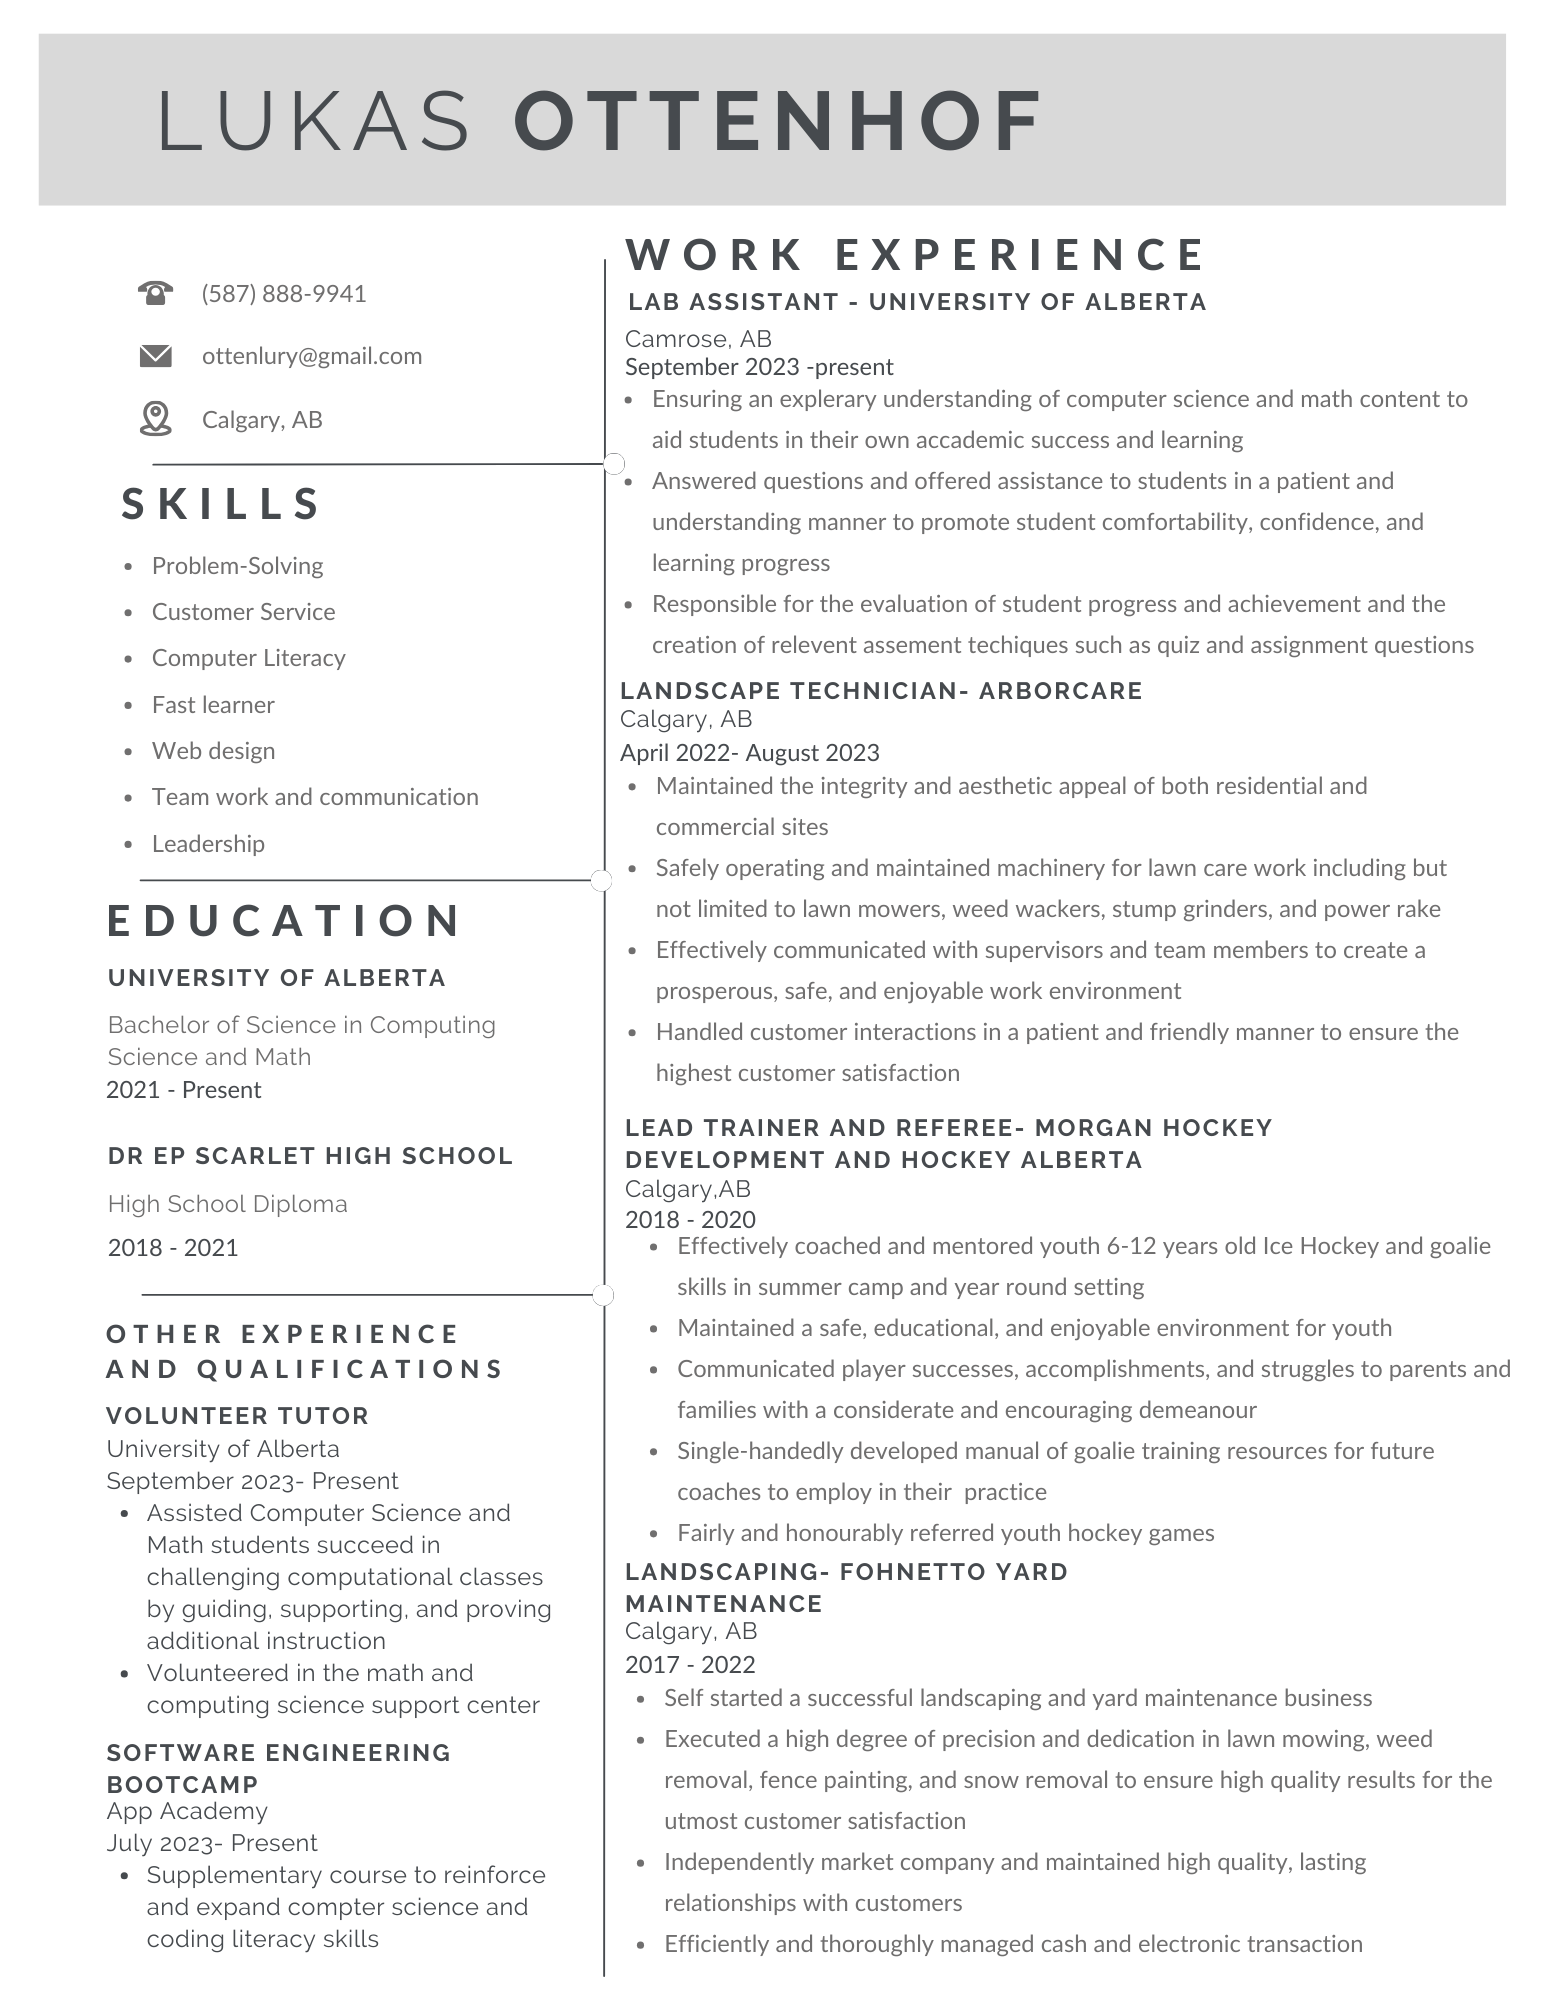 LUKAS OTTENHOF
(587) 888-9941
ottenlury@gmail.com
Calgary, AB
SKILLS
• Problem-Solving
• Customer Service
• Computer Literacy
• Fast learner
• Web design
• Team work and communication
• Leadership
EDUCATION
UNIVERSITY OF ALBERTA
Bachelor of Science in Computing
Science and Math
2021 - Present
DR EP SCARLET HIGH SCHOOL
High School Diploma
2018 - 2021
OTHER EXPERIENCE
AND QUALIFICATIONS
VOLUNTEER TUTOR
University of Alberta
September 2023- Present
• Assisted Computer Science and
Math students succeed in
challenging computational classes
by guiding, supporting, and proving
additional instruction
• Volunteered in the math and
computing science support center
SOFTWARE ENGINEERING
BOOTCAMP
App Academy
July 2023- Present
• Supplementary course to reinforce
and expand compter science and
coding literacy skills
WORK EXPERIENCE
LAB ASSISTANT - UNIVERSITY OF ALBERTA
Camrose, AB
September 2023 -present
• Ensuring an explerary understanding of computer science and math content to
aid students in their own accademic success and learning
• Answered questions and offered assistance to students in a patient and
understanding manner to promote student comfortability, confidence, and
learning progress
• Responsible for the evaluation of student progress and achievement and the
creation of relevent assement techiques such as quiz and assignment questions
LANDSCAPE TECHNICIAN- ARBORCARE
Calgary, AB
April 2022- August 2023
• Maintained the integrity and aesthetic appeal of both residential and
commercial sites
• Safely operating and maintained machinery for lawn care work including but
not limited to lawn mowers, weed wackers, stump grinders, and power rake
• Effectively communicated with supervisors and team members to create a
prosperous, safe, and enjoyable work environment
• Handled customer interactions in a patient and friendly manner to ensure the
highest customer satisfaction
LEAD TRAINER AND REFEREE- MORGAN HOCKEY
DEVELOPMENT AND HOCKEY ALBERTA
Calgary,AB
2018 - 2020
• Effectively coached and mentored youth 6-12 years old Ice Hockey and goalie
skills in summer camp and year round setting
• Maintained a safe, educational, and enjoyable environment for youth
• Communicated player successes, accomplishments, and struggles to parents and
families with a considerate and encouraging demeanour
• Single-handedly developed manual of goalie training resources for future
coaches to employ in their  practice
• Fairly and honourably referred youth hockey games
LANDSCAPING- FOHNETTO YARD
MAINTENANCE
Calgary, AB
2017 - 2022
• Self started a successful landscaping and yard maintenance business
• Executed a high degree of precision and dedication in lawn mowing, weed
removal, fence painting, and snow removal to ensure high quality results for the
utmost customer satisfaction
• Independently market company and maintained high quality, lasting
relationships with customers
• Efficiently and thoroughly managed cash and electronic transaction